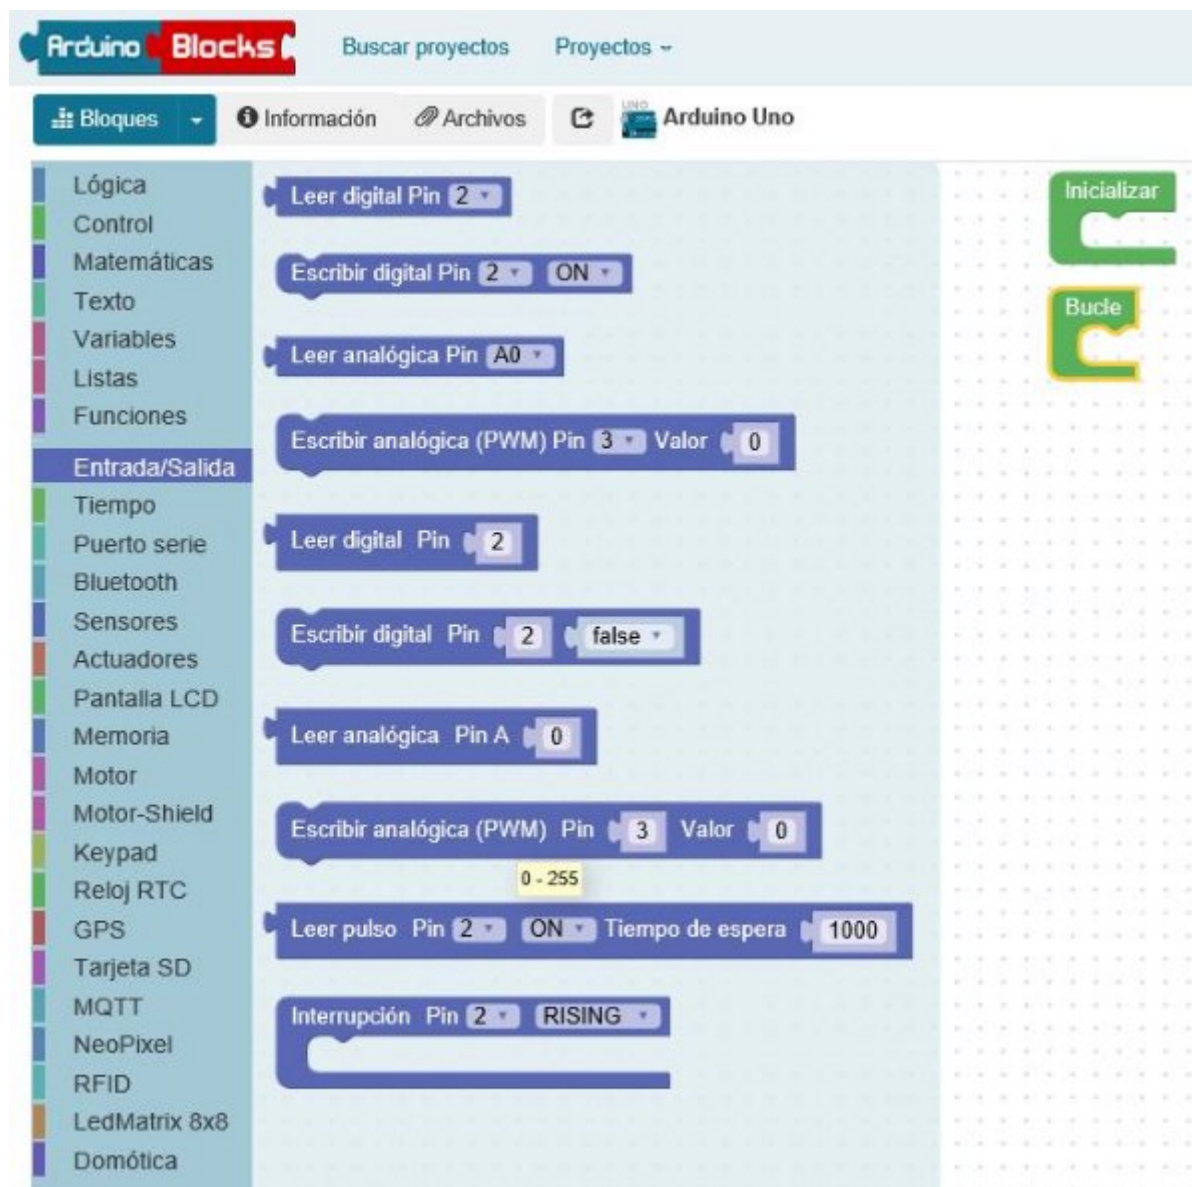 Arduino Blocks Buscar proyectos Proyectos
Bloques Información Archivos UNO Arduino Uno
Lógica
Control
Matemáticas
Texto
Variables
Listas
Funciones
Entrada/Salida
Tiempo
Puerto serie
Bluetooth
Sensores
Actuadores
Pantalla LCD
Memoria
Motor
Motor-Shield
Keypad
Reloj RTC
GPS
Tarjeta SD
MQTT
NeoPixel
RFID
LedMatrix 8x8
Domótica
Leer digital Pin 2
Escribir digital Pin 2 ON
Leer analógica Pin A0
Escribir analógica (PWM) Pin 3 Valor 0
Leer digital Pin 2
Escribir digital Pin 2 false
Leer analógica Pin A 0
Escribir analógica (PWM) Pin 3 Valor 0
0 - 255
Leer pulso Pin 2 ON Tiempo de espera 1000
Interrupción Pin 2 RISING
Inicializar
Bucle